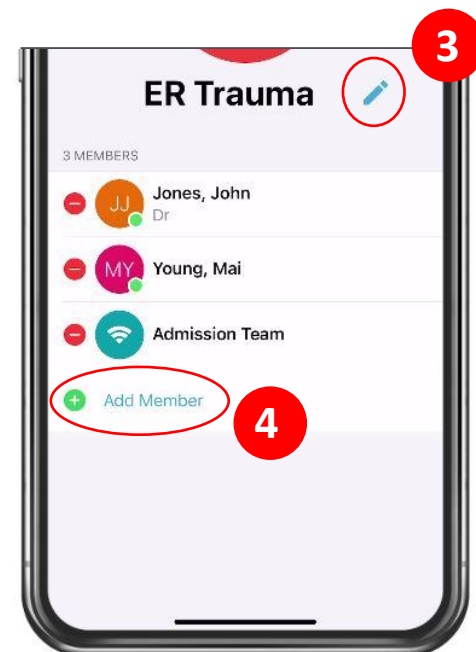 3
ER Trauma
3 MEMBERS
JJ
Jones, John
Dr
MY
Young, Mai
Admission Team
Add Member
4